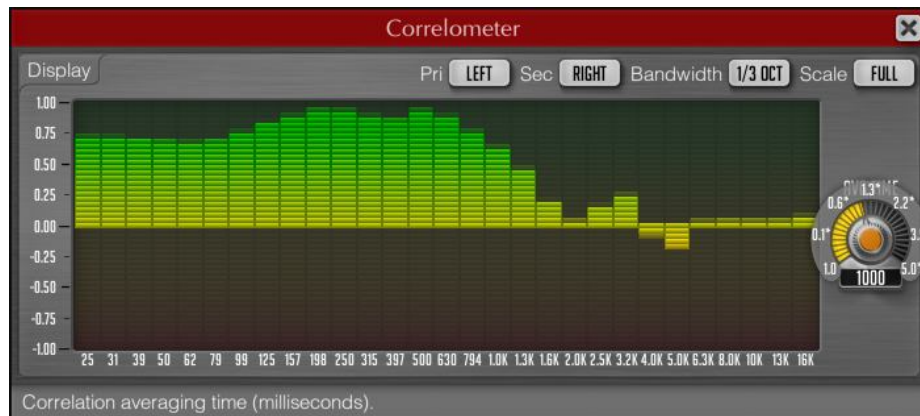 Correlometer
Display
Pri LEFT Sec RIGHT Bandwidth 1/3 OCT Scale FULL
1.00
0.75
0.50
0.25
0.00
-0.25
-0.50
-0.75
-1.00
25 31 39 50 62 79 99 125 157 198 250 315 397 500 630 794 1.0K 1.3K 1.6K 2.0K 2.5K 3.2K 4.0K 5.0K 6.3K 8.0K 10K 13K 16K
1.3*
0.6* 2.2*
0.1*
1.0 5.0*
1000
Correlation averaging time (milliseconds).